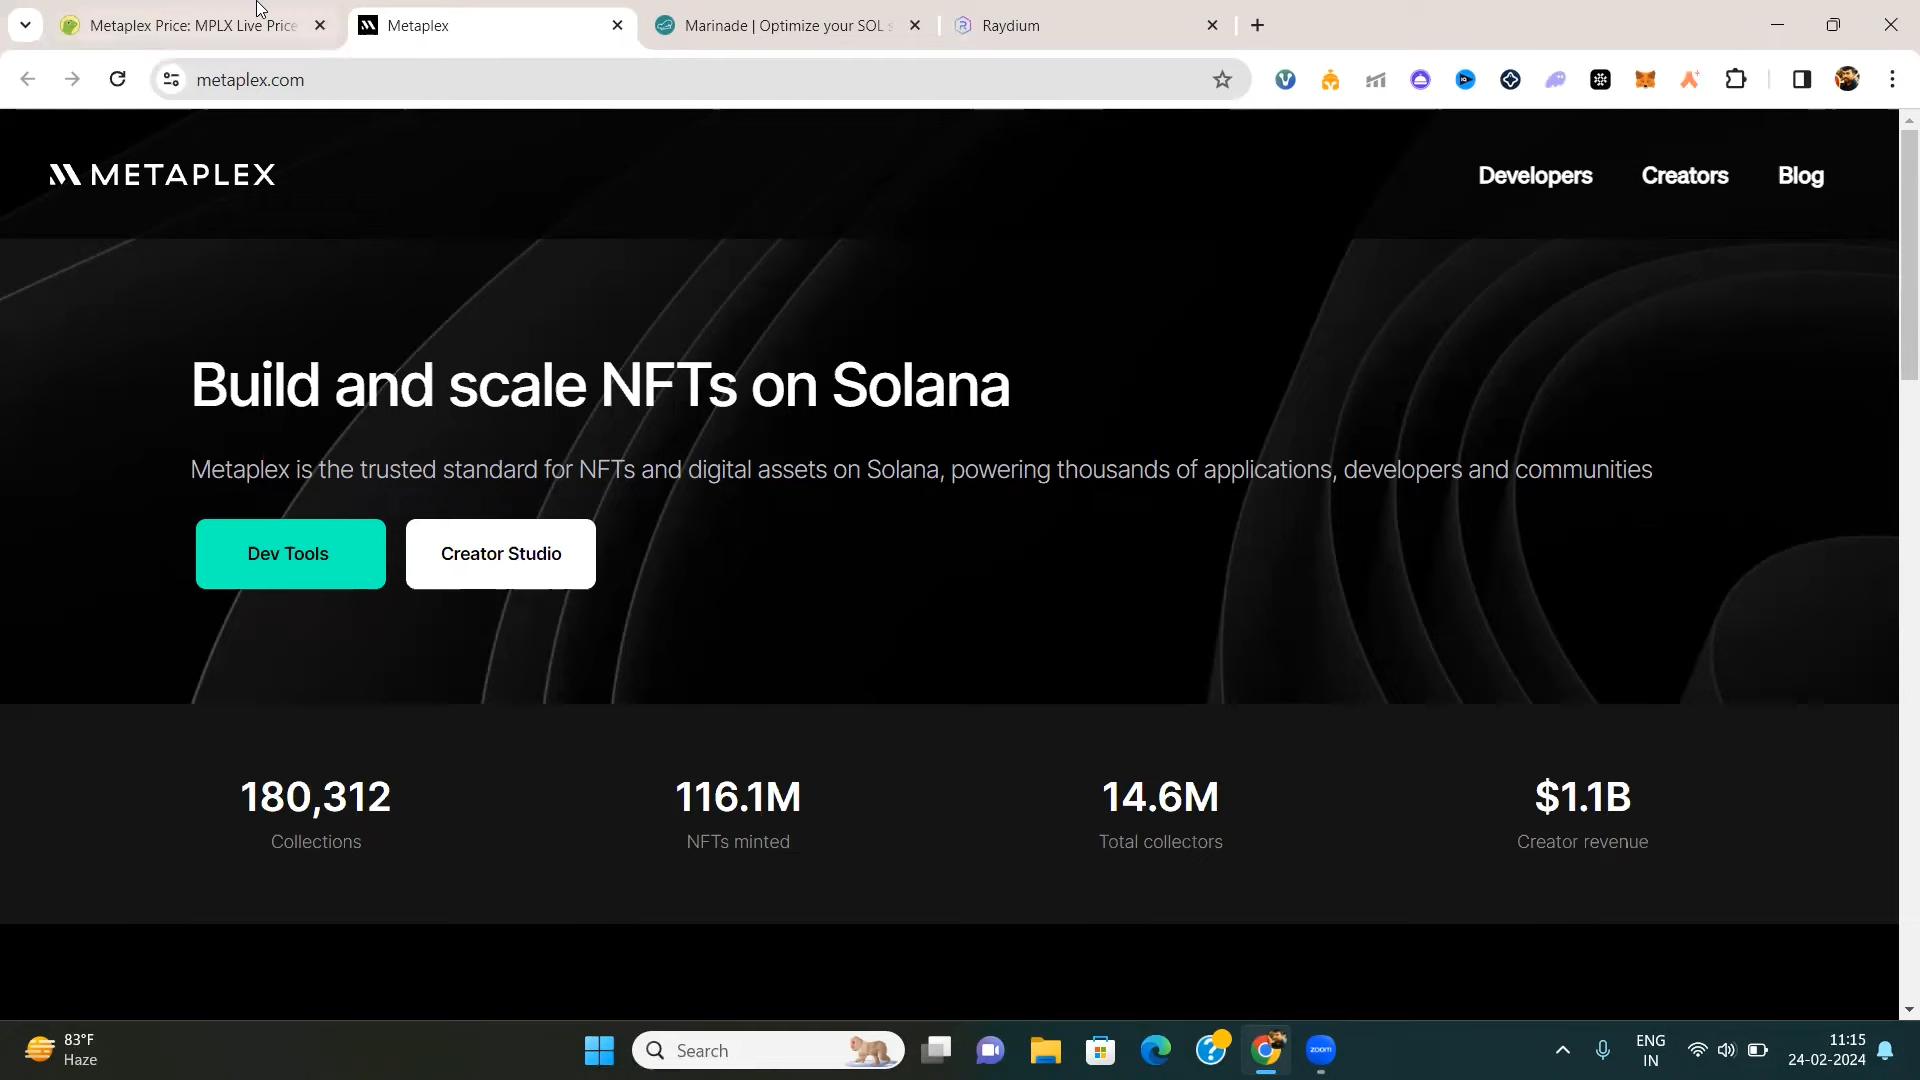 Metaplex Price: MPLX Live Price
Metaplex
Marinade | Optimize your SOL
Raydium
metaplex.com
METAPLEX
Developers
Creators
Blog
Build and scale NFTs on Solana
Metaplex is the trusted standard for NFTs and digital assets on Solana, powering thousands of applications, developers and communities
Dev Tools
Creator Studio
180,312
116.1M
14.6M
$1.1B
Collections
NFTs minted
Total collectors
Creator revenue
83°F
Haze
Search
zoom
ENG
IN
11:15
24-02-2024